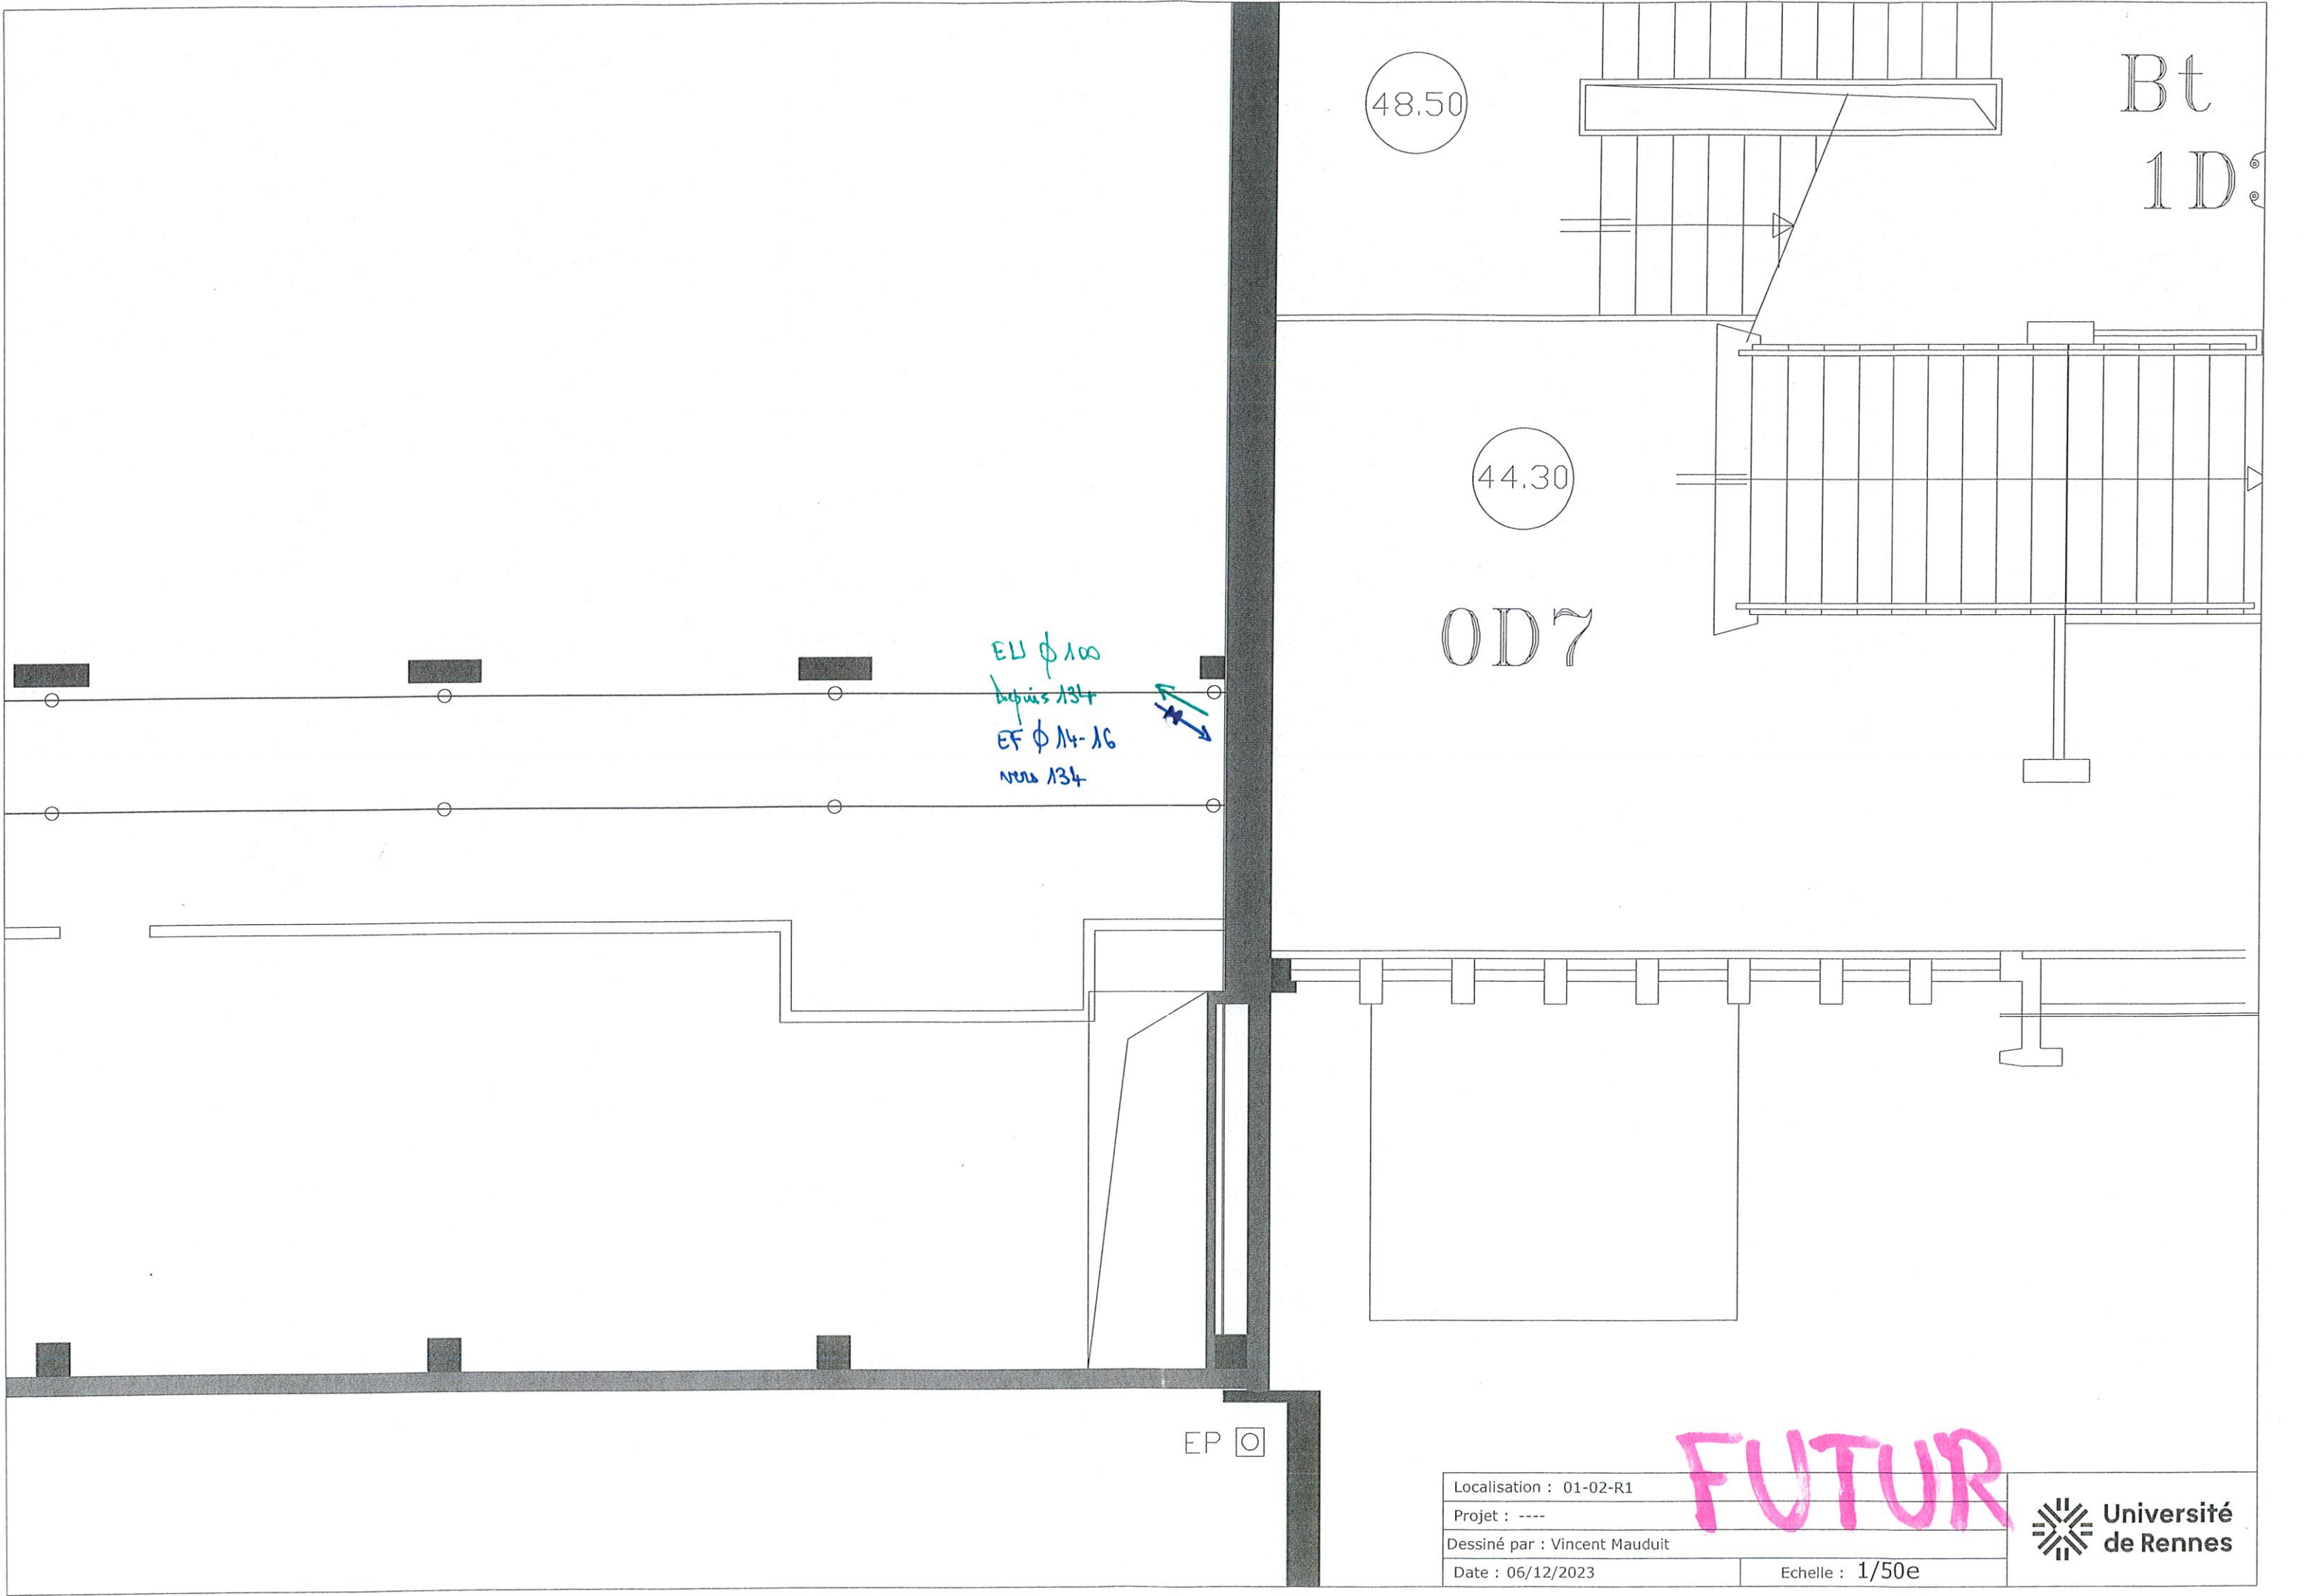 48.50
Bt
1D
44.30
0D7
EU ϕ 100
depuis 134
EF ϕ 14-16
vers 134
EP
FUTUR
Localisation : 01-02-R1
Projet : ----
Dessiné par : Vincent Mauduit
Date : 06/12/2023
Echelle : 1/50e
Université
de Rennes